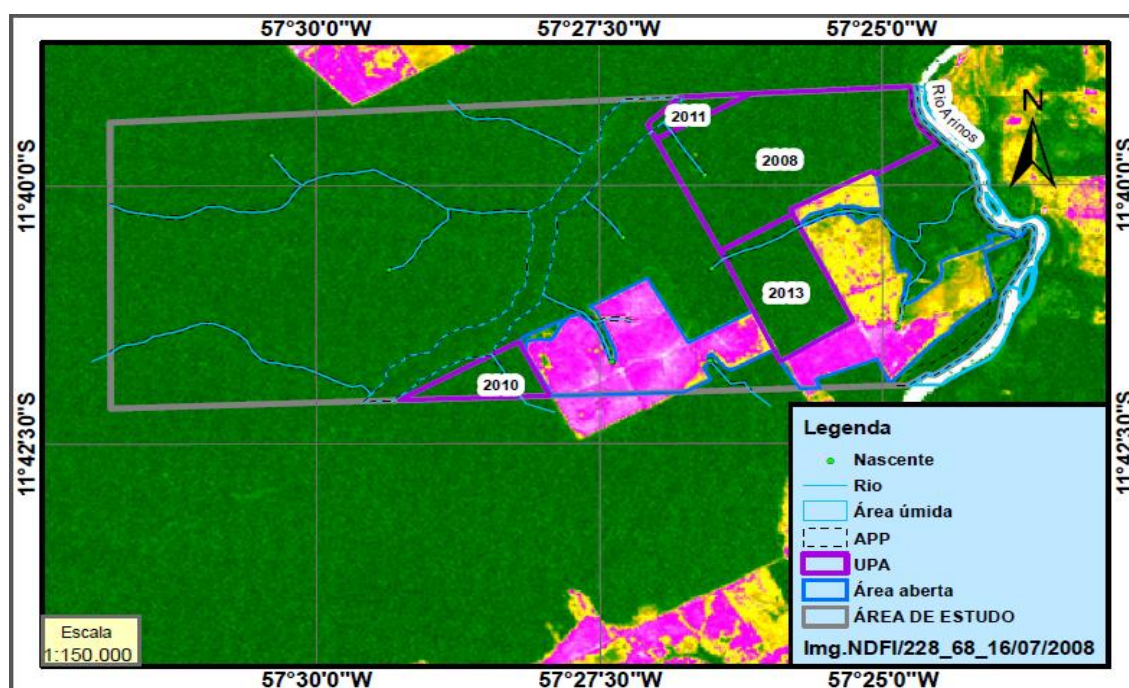 57°30'0"W 57°27'30"W 57°25'0"W
Rio Arinos
N
2011
2008
11°40'0"S 11°40'0"S
2013
2010
11°42'30"S 11°42'30"S
Legenda
Nascente
Rio
Área úmida
APP
UPA
Área aberta
ÁREA DE ESTUDO
Img.NDFI/228_68_16/07/2008
Escala
1:150.000
57°30'0"W 57°27'30"W 57°25'0"W